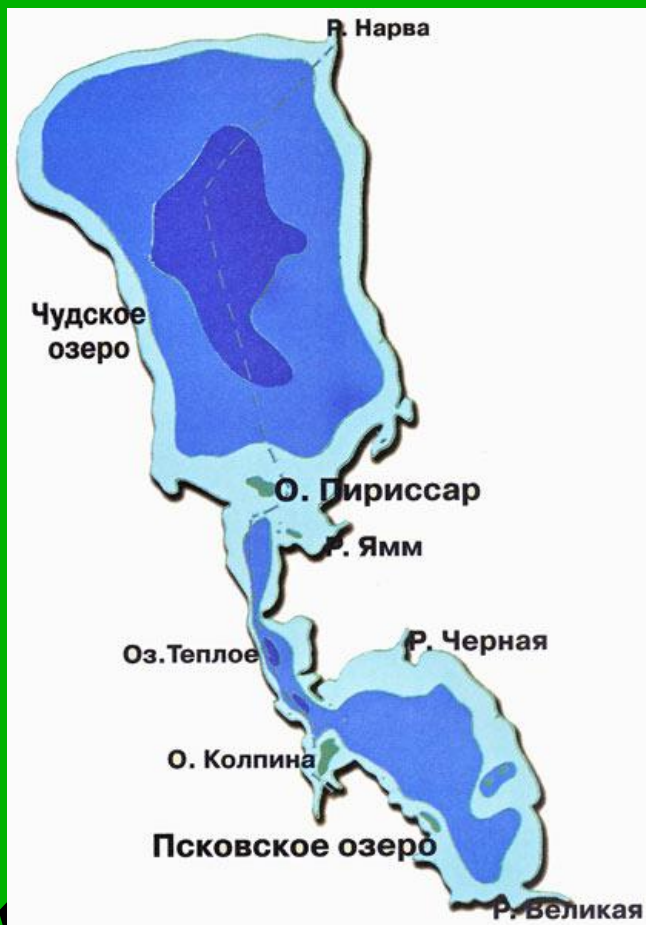 Р. Нарва
Чудское
озеро
О. Пириссар
Р. Ямм
Р. Черная
Оз.Теплое
О. Колпина
Псковское озеро
Р. Великая